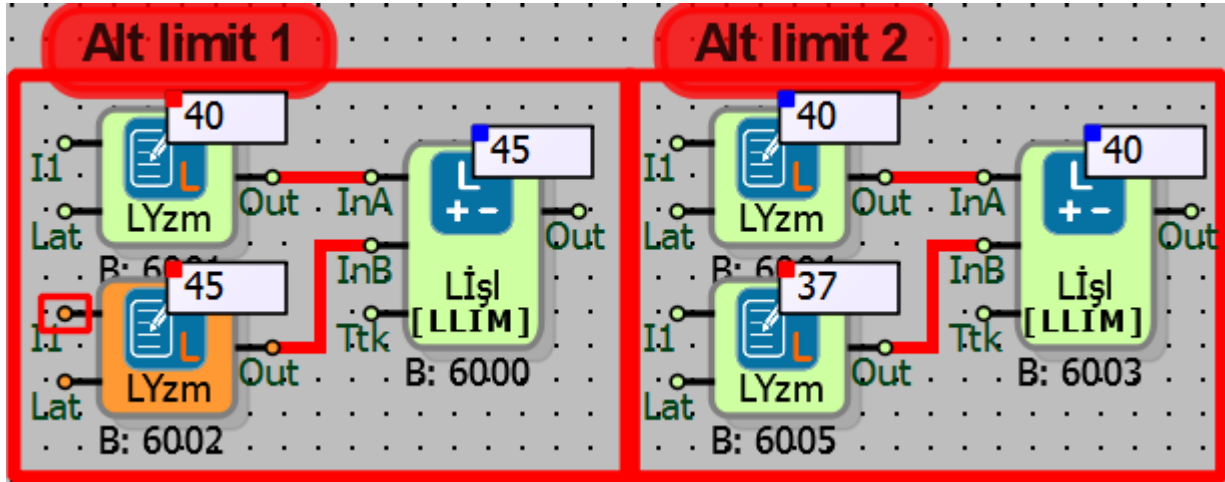 Alt limit 1
40
I1
Lat
L
LYzm
Out
45
I1
Lat
L
LYzm
Out
B: 6002
45
InA
InB
Ttk
L
+ -
Lİşl
[LLIM]
Out
B: 6000
Alt limit 2
40
I1
Lat
L
LYzm
Out
37
I1
Lat
L
LYzm
Out
B: 6005
40
InA
InB
Ttk
L
+ -
Lİşl
[LLIM]
Out
B: 6003